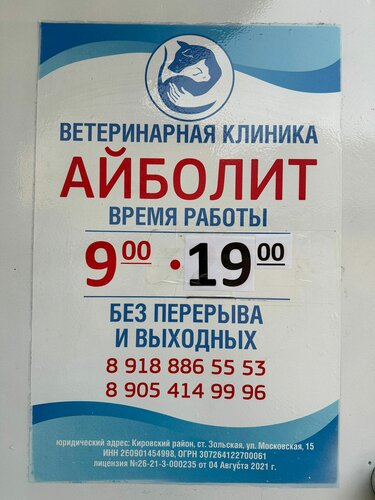 ВЕТЕРИНАРНАЯ КЛИНИКА
АЙБОЛИТ
ВРЕМЯ РАБОТЫ
9 00 • 19 00
БЕЗ ПЕРЕРЫВА
И ВЫХОДНЫХ
8 918 886 55 53
8 905 414 99 96
юридический адрес: Кировский район, ст. Зольская, ул. Московская, 15
ИНН 260901454998, ОГРН 307264122700061
лицензия №26-21-3-000235 от 04 Августа 2021 г.